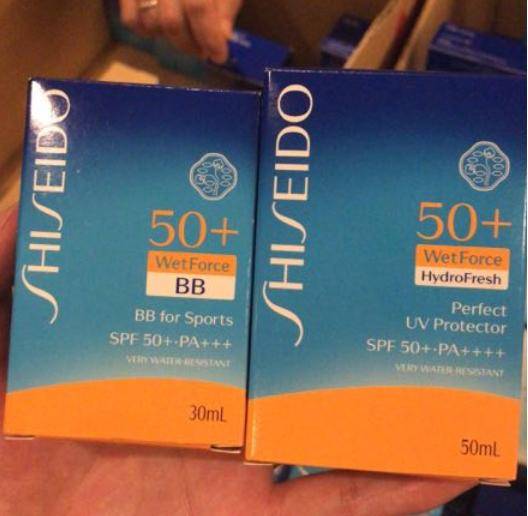 SHISEIDO
50+
WetForce
BB
BB for Sports
SPF 50+·PA+++
VERY WATER-RESISTANT
30mL
SHISEIDO
50+
WetForce
HydroFresh
Perfect
UV Protector
SPF 50+·PA++++
VERY WATER-RESISTANT
50mL